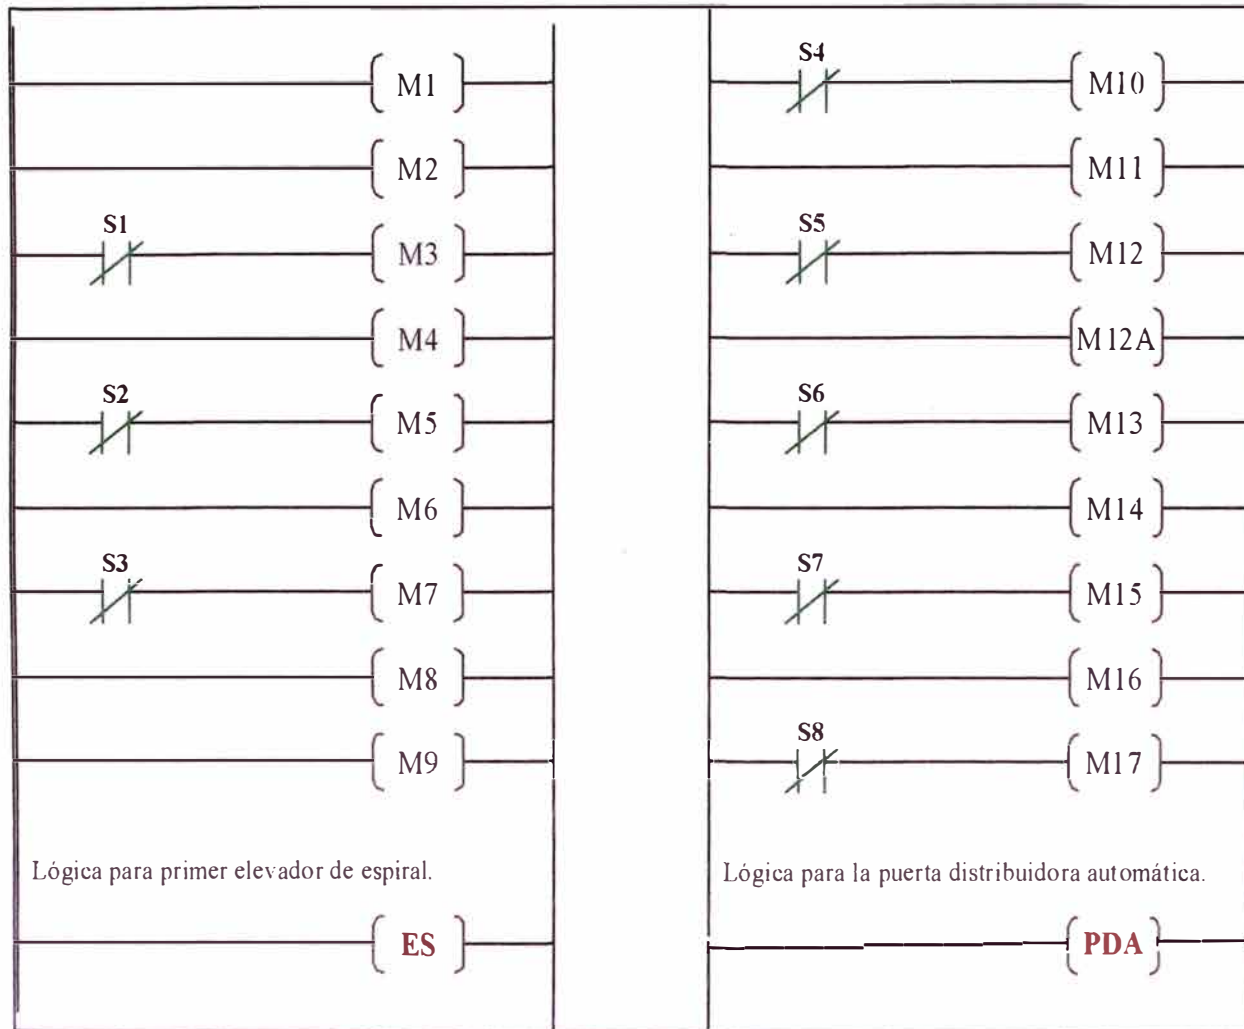 M1
M2
S1
M3
M4
S2
M5
M6
S3
M7
M8
M9
Lógica para primer elevador de espiral.
ES
S4
M10
M11
S5
M12
M12A
S6
M13
M14
S7
M15
M16
S8
M17
Lógica para la puerta distribuidora automática.
PDA